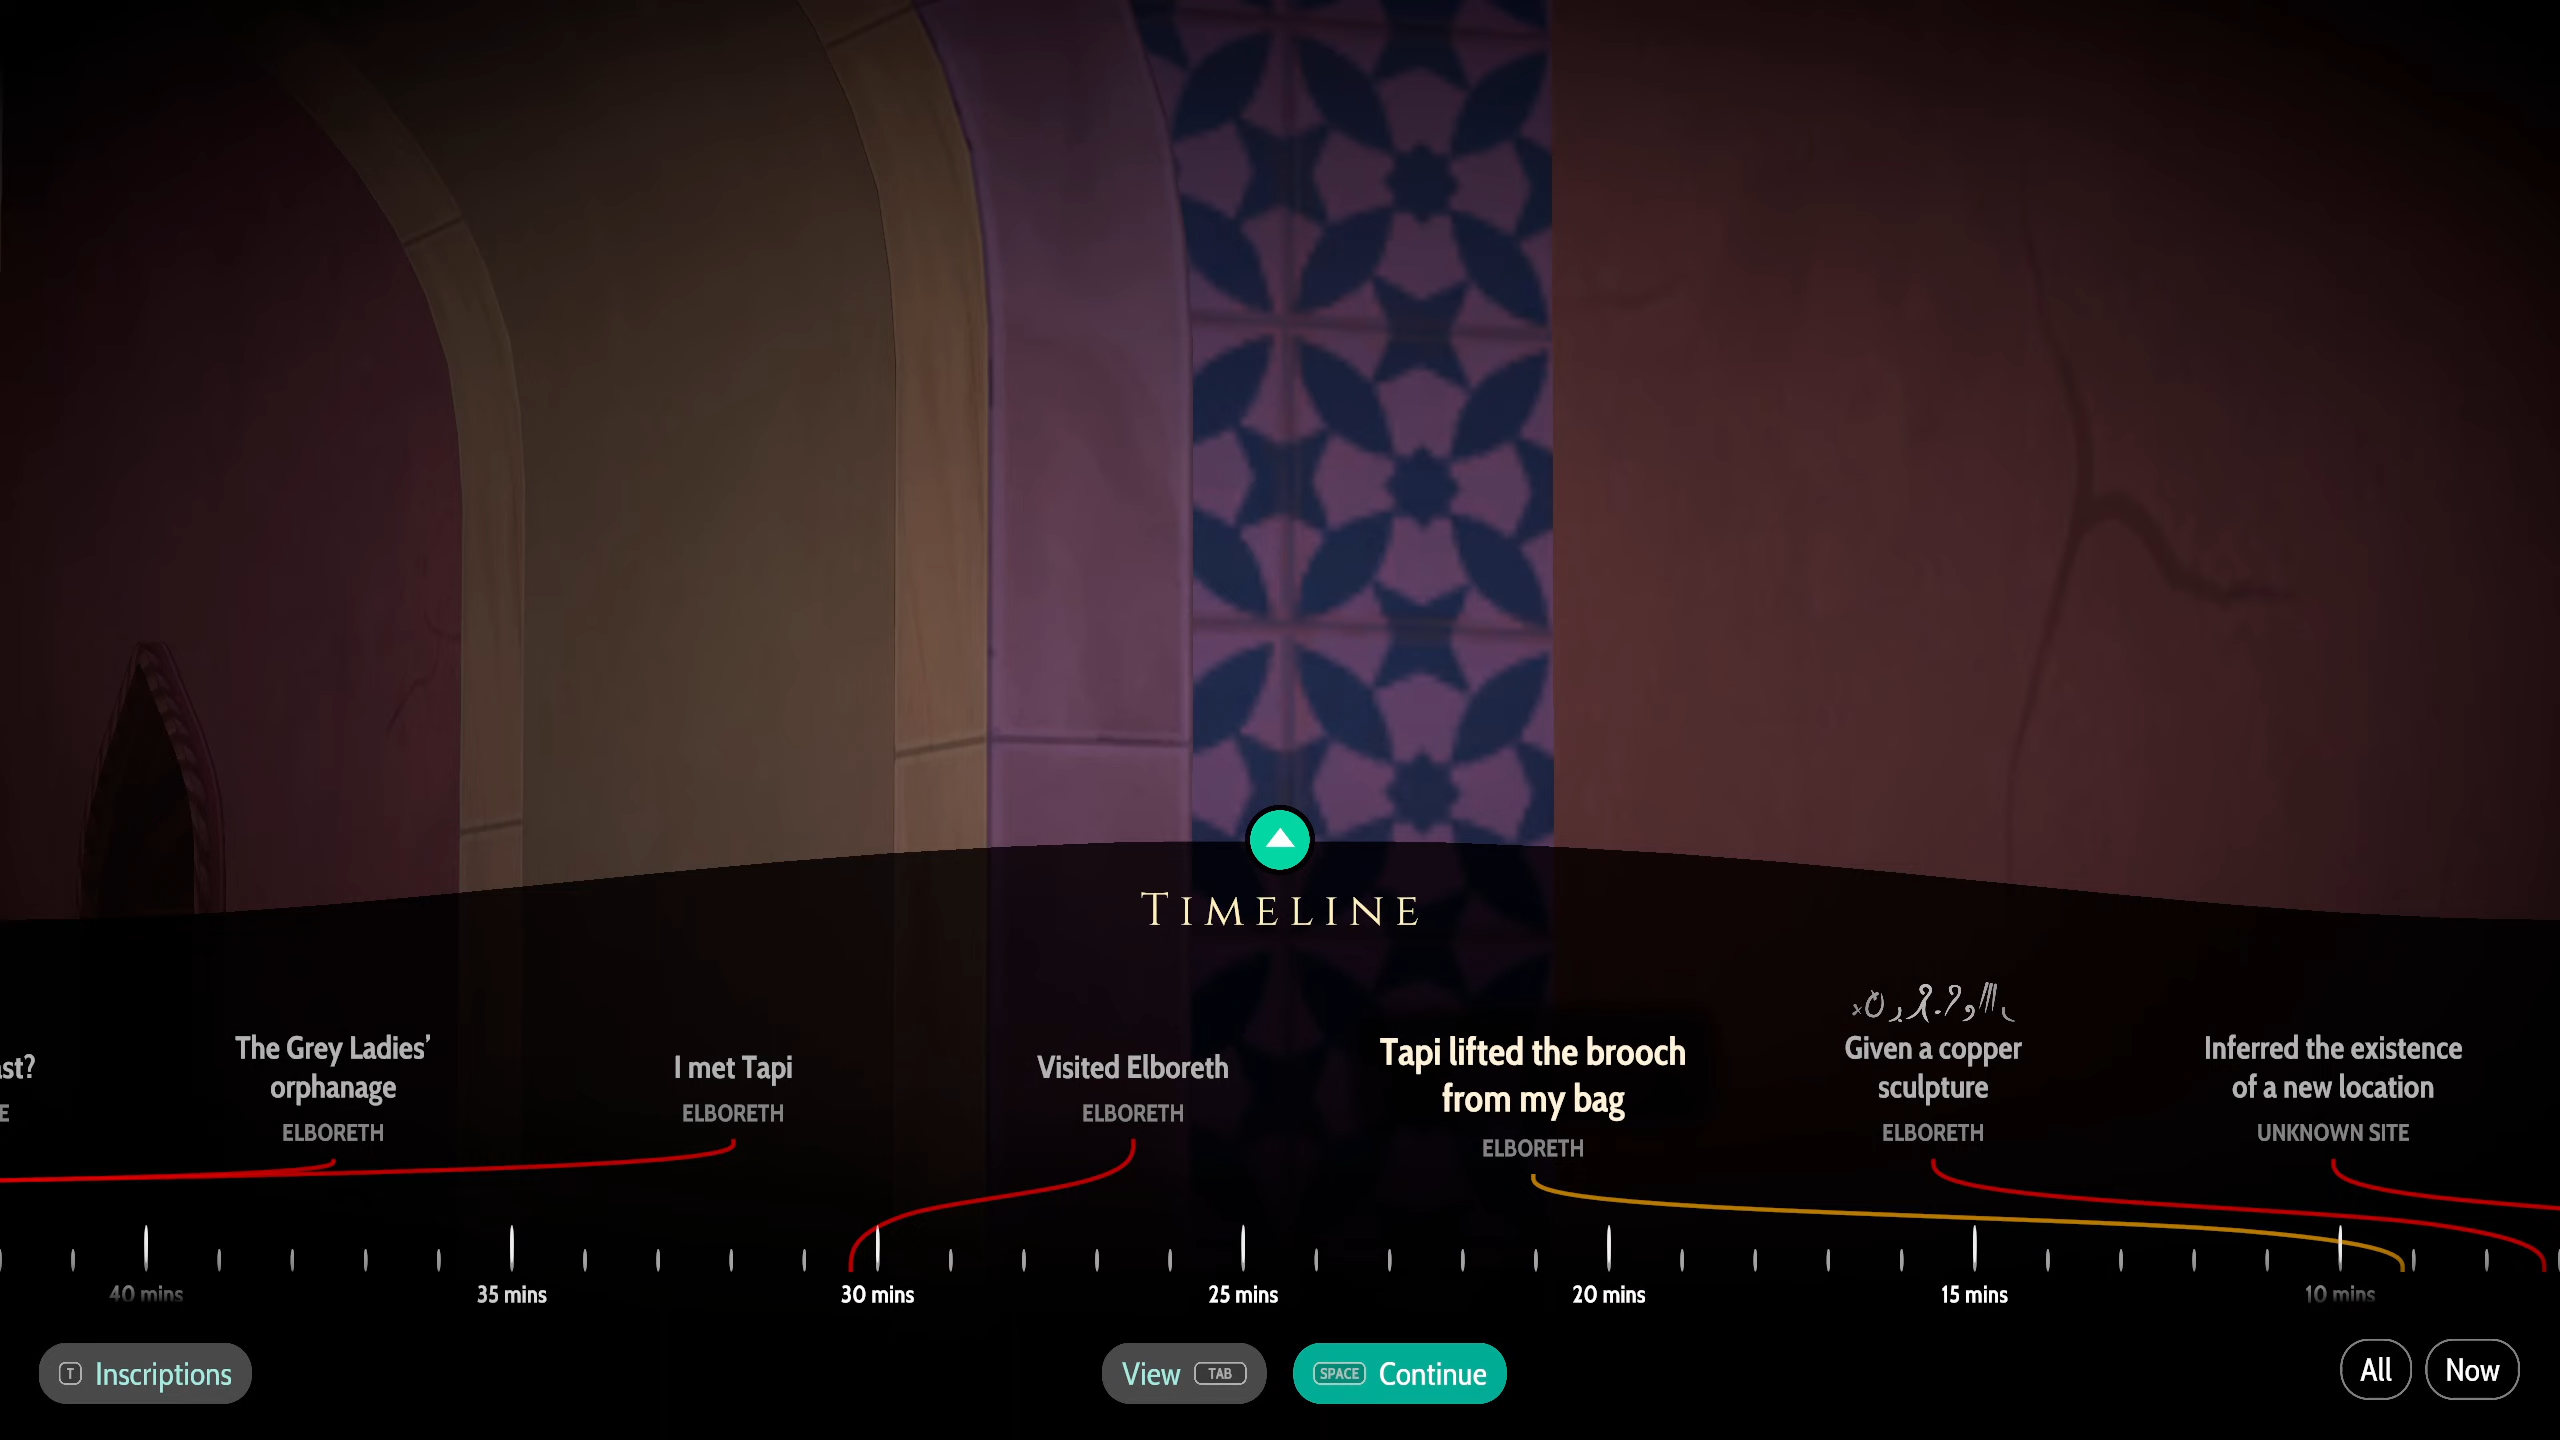 TIMELINE
st?
E
The Grey Ladies'
orphanage
ELBORETH
I met Tapi
ELBORETH
Visited Elboreth
ELBORETH
Tapi lifted the brooch
from my bag
ELBORETH
Given a copper
sculpture
ELBORETH
Inferred the existence
of a new location
UNKNOWN SITE
40 mins
35 mins
30 mins
25 mins
20 mins
15 mins
10 mins
T Inscriptions
View TAB
SPACE Continue
All
Now